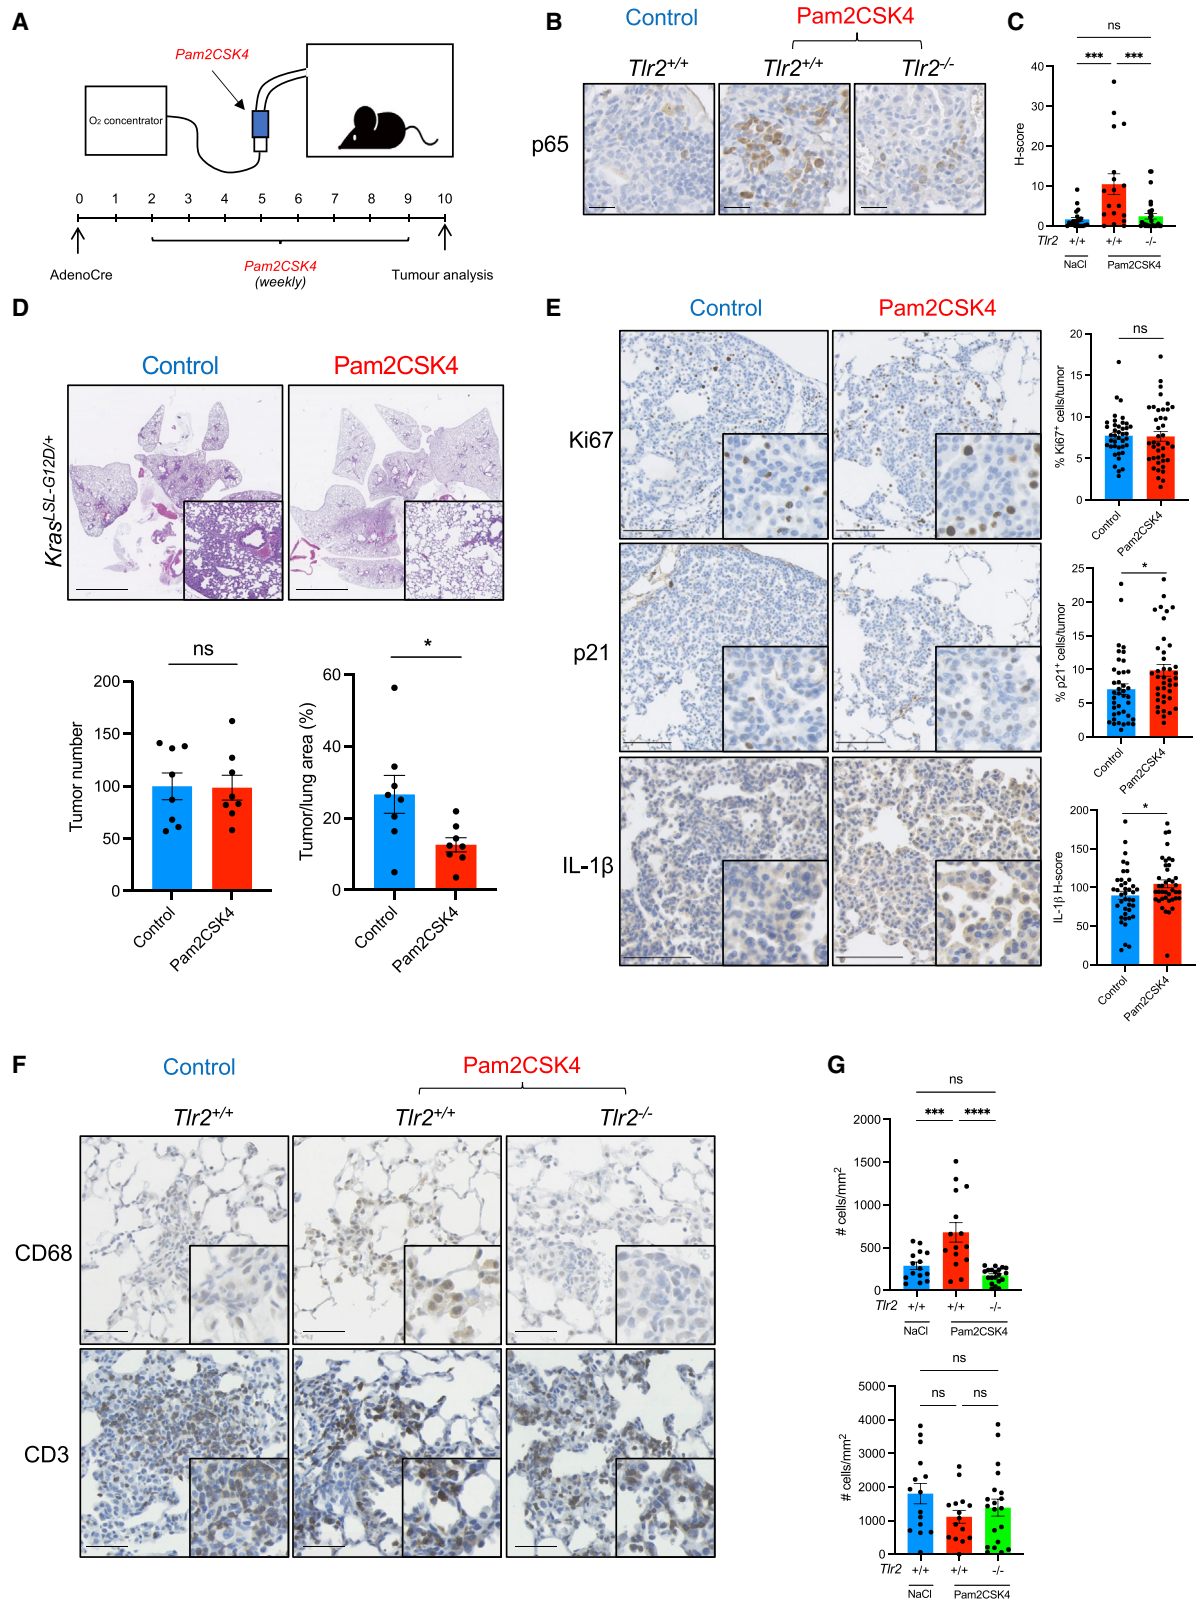 A
Pam2CSK4
O₂ concentrator
0 1 2 3 4 5 6 7 8 9 10
AdenoCre
Pam2CSK4
(weekly)
Tumour analysis
B
Control
Pam2CSK4
Tlr2+/+
Tlr2+/+
Tlr2-/-
p65
C
ns
*** ***
H-score
40
30
20
10
0
Tlr2 +/+ +/+ -/-
NaCl Pam2CSK4
D
Control
Pam2CSK4
Kras^LSL-G12D/+
ns
Tumor number
200
150
100
50
0
Control
Pam2CSK4
*
Tumor/lung area (%)
60
40
20
0
Control
Pam2CSK4
E
Control
Pam2CSK4
Ki67
p21
IL-1β
ns
% Ki67⁺ cells/tumor
20
15
10
5
0
Control
Pam2CSK4
*
% p21⁺ cells/tumor
25
20
15
10
5
0
Control
Pam2CSK4
*
IL-1β H-score
200
150
100
50
0
Control
Pam2CSK4
F
Control
Pam2CSK4
Tlr2+/+
Tlr2+/+
Tlr2-/-
CD68
CD3
G
ns
*** ****
# cells/mm²
2000
1500
1000
500
0
Tlr2 +/+ +/+ -/-
NaCl Pam2CSK4
ns
ns ns
# cells/mm²
5000
4000
3000
2000
1000
0
Tlr2 +/+ +/+ -/-
NaCl Pam2CSK4